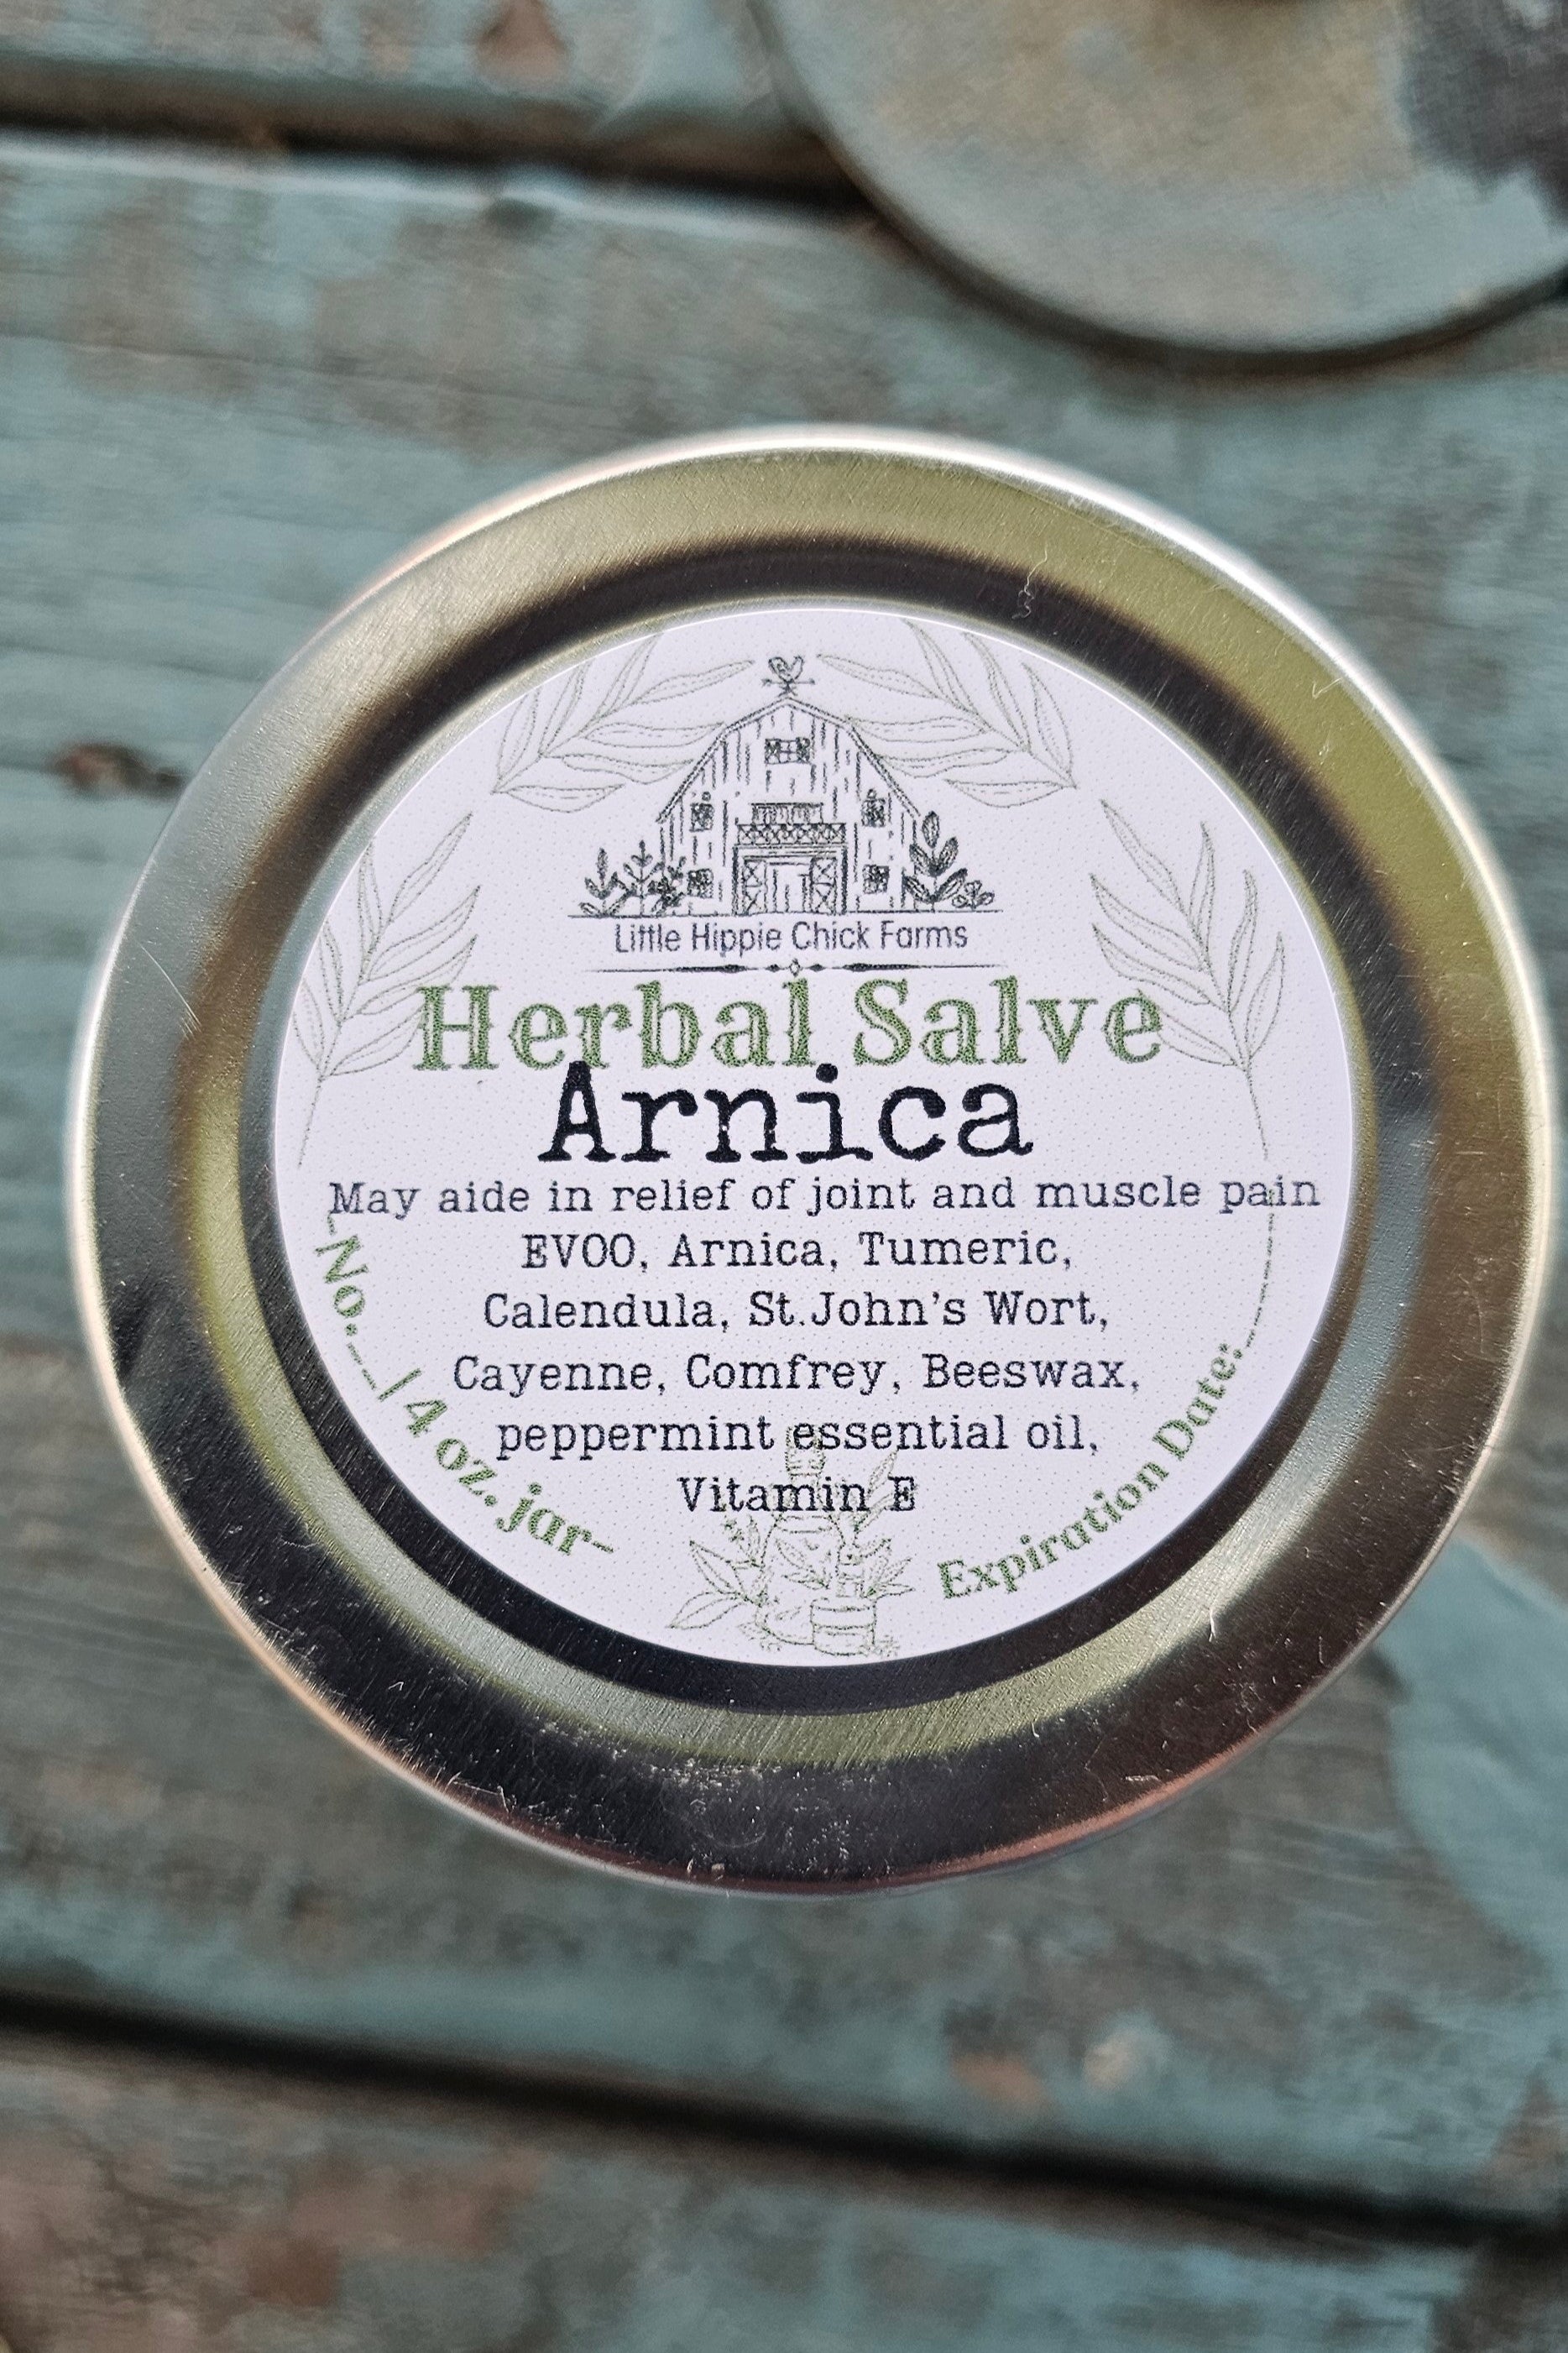 Little Hippie Chick Farms
Herbal Salve
Arnica
May aide in relief of joint and muscle pain
EVOO, Arnica, Tumeric,
Calendula, St.John's Wort,
Cayenne, Comfrey, Beeswax,
peppermint essential oil,
Vitamin E
-No.__/4 oz. jar-
Expiration Date:__